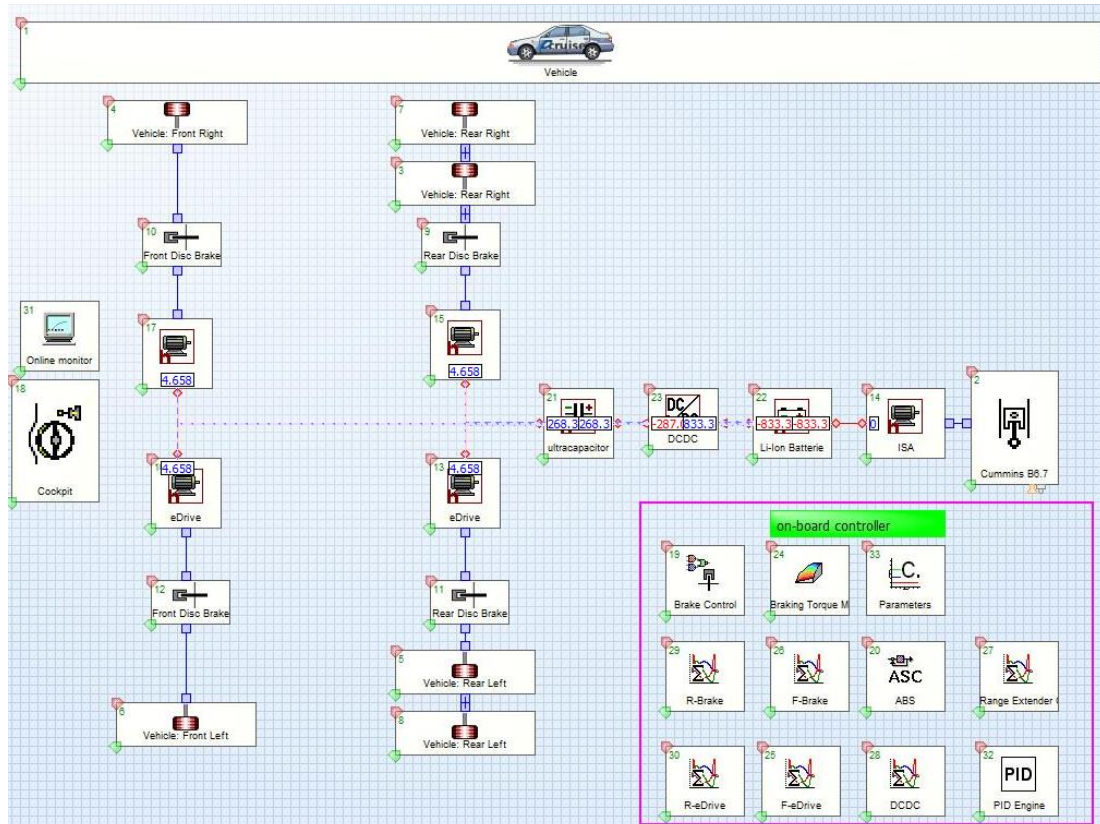 1
cruise
Vehicle
4
Vehicle: Front Right
7
Vehicle: Rear Right
3
Vehicle: Rear Right
10
Front Disc Brake
9
Rear Disc Brake
31
Online monitor
17
4.658
15
4.658
18
Cockpit
21
268.3 268.3
ultracapacitor
23
DC
-287.0 833.3
DCDC
22
-833.3 -833.3
Li-Ion Batterie
14
0
ISA
2
Cummins B6.7
4.658
eDrive
13
4.658
eDrive
on-board controller
19
Brake Control
24
Braking Torque M
33
C.
Parameters
12
Front Disc Brake
11
Rear Disc Brake
29
R-Brake
26
F-Brake
20
ASC
ABS
27
Range Extender
5
Vehicle: Rear Left
6
Vehicle: Front Left
8
Vehicle: Rear Left
30
R-eDrive
25
F-eDrive
28
DCDC
32
PID
PID Engine